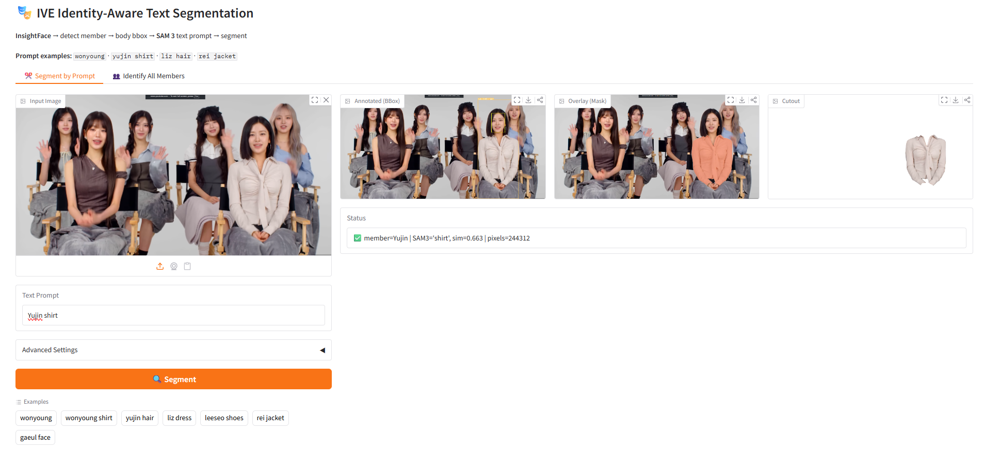 IVE Identity-Aware Text Segmentation
InsightFace → detect member → body bbox → SAM 3 text prompt → segment
Prompt examples: wonyoung · yujin shirt · liz hair · rei jacket
Segment by Prompt
Identify All Members
Input Image
Annotated (BBox)
Overlay (Mask)
Cutout
Status
member=Yujin | SAM3='shirt', sim=0.663 | pixels=244312
Text Prompt
Yujin shirt
Advanced Settings
Segment
Examples
wonyoung
wonyoung shirt
yujin hair
liz dress
leeseo shoes
rei jacket
gaeul face